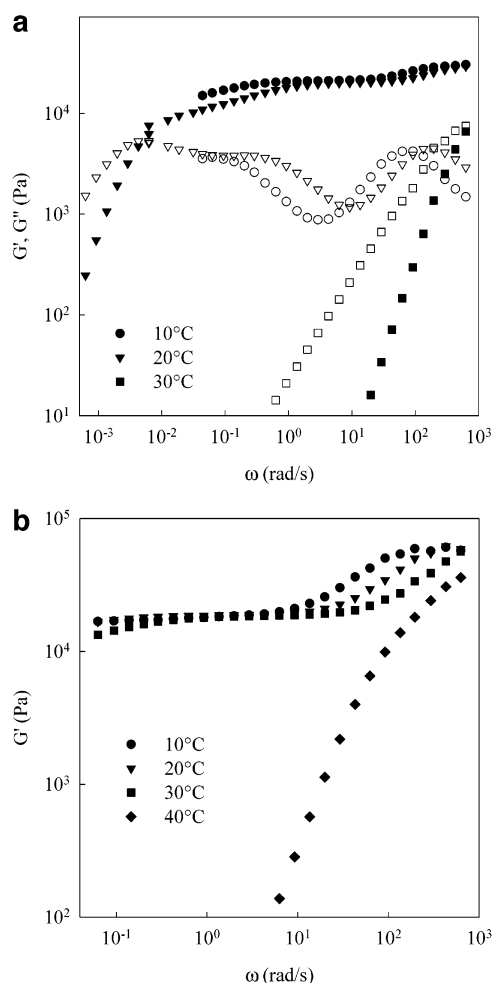 a
10⁴
10³
10²
10¹
G', G'' (Pa)
10°C
20°C
30°C
10⁻³ 10⁻² 10⁻¹ 10⁰ 10¹ 10² 10³
ω (rad/s)
b
10⁵
10⁴
10³
10²
G' (Pa)
10°C
20°C
30°C
40°C
10⁻¹ 10⁰ 10¹ 10² 10³
ω (rad/s)